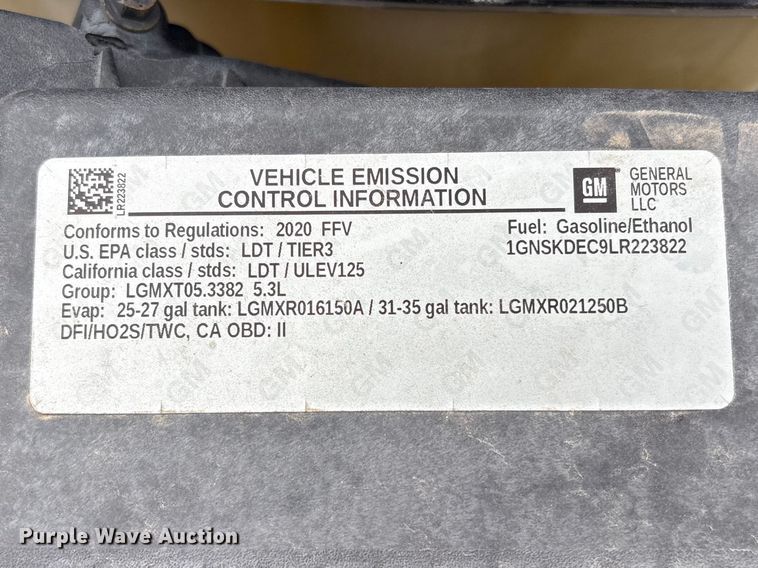 LR223822
VEHICLE EMISSION
CONTROL INFORMATION
GM
GENERAL
MOTORS
LLC
Conforms to Regulations: 2020 FFV
Fuel: Gasoline/Ethanol
U.S. EPA class / stds: LDT / TIER3
1GNSKDEC9LR223822
California class / stds: LDT / ULEV125
Group: LGMXT05.3382 5.3L
Evap: 25-27 gal tank: LGMXR016150A / 31-35 gal tank: LGMXR021250B
DFI/HO2S/TWC, CA OBD: II
Purple Wave Auction